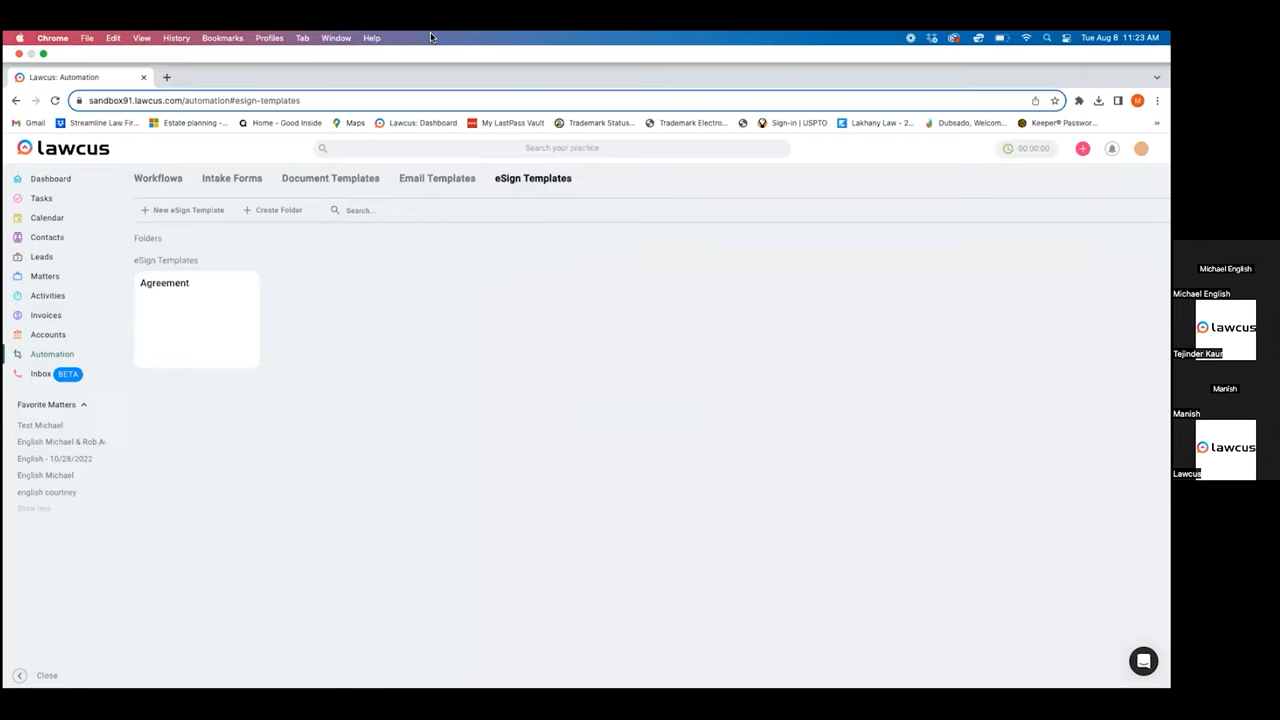 Chrome File Edit View History Bookmarks Profiles Tab Window Help Tue Aug 8 11:23 AM
Lawcus: Automation
sandbox91.lawcus.com/automation#esign-templates M
Gmail Streamline Law Fir... Estate planning -... Home - Good Inside Maps Lawcus: Dashboard My LastPass Vault Trademark Status... Trademark Electro... Sign-in | USPTO Lakhany Law - 2... Dubsado, Welcom... Keeper® Passwor... »
lawcus Search your practice. 00:00:00
Dashboard
Tasks
Calendar
Contacts
Leads
Matters
Activities
Invoices
Accounts
Automation
Inbox BETA
Favorite Matters
Test Michael
English Michael & Rob
English - 10/28/2022
English Michael
english courtney
Show less
Close
Workflows Intake Forms Document Templates Email Templates eSign Templates
New eSign Template Create Folder Search...
Folders
eSign Templates
Agreement
Michael English
Michael English
lawcus
Tejinder Kaur
Manish
Manish
lawcus
Lawcus